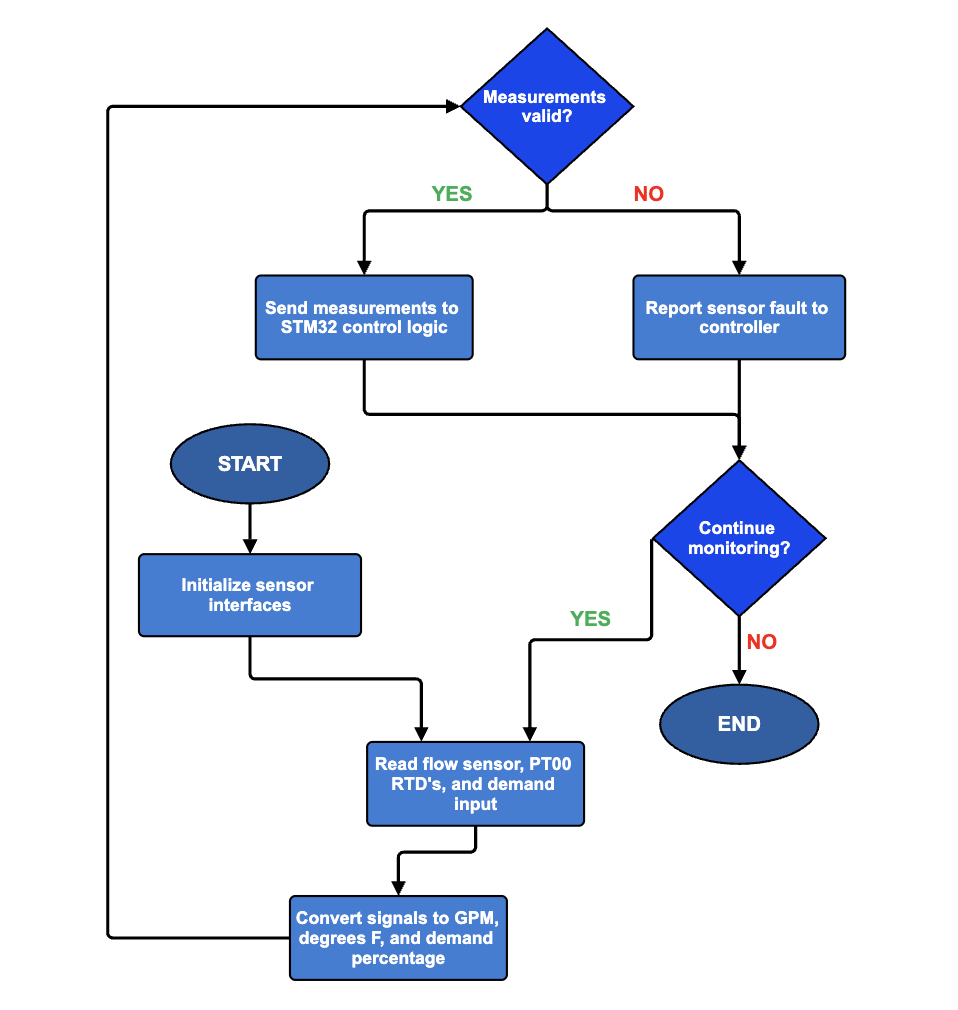 Measurements
valid?
YES
NO
Send measurements to
STM32 control logic
Report sensor fault to
controller
START
Continue
monitoring?
Initialize sensor
interfaces
YES
NO
END
Read flow sensor, PT00
RTD's, and demand
input
Convert signals to GPM,
degrees F, and demand
percentage